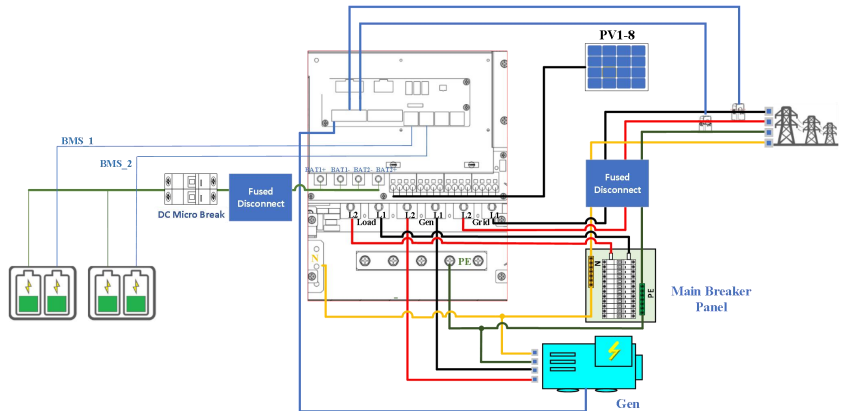 PV1-8
BMS_1
BMS_2
BAT1+ BAT1- BAT2- BAT2+
Fused
Disconnect
DC Micro Break
Fused
Disconnect
L2 L1 L2 L1 L2 L1
Load Gen Grid
N
PE
N
PE
Main Breaker
Panel
Gen